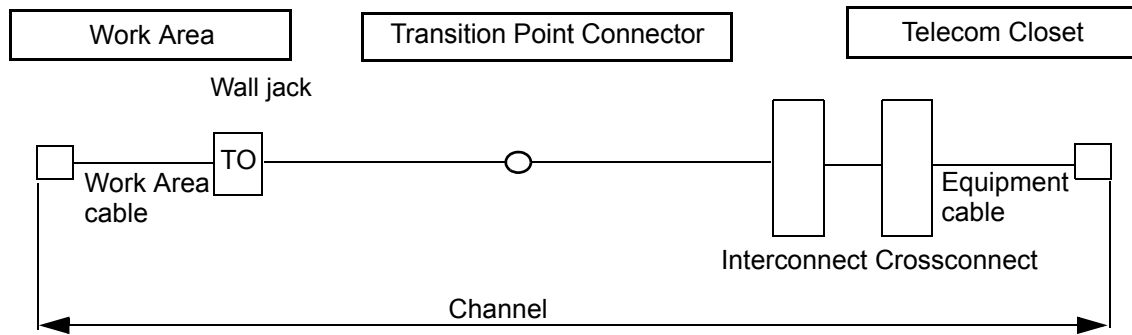 Work Area
Transition Point Connector
Telecom Closet
Wall jack
TO
Work Area
cable
Equipment
cable
Interconnect Crossconnect
Channel